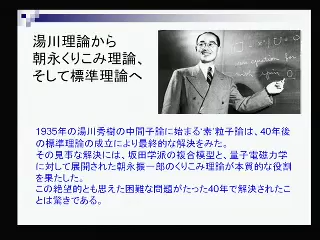 湯川理論から
朝永くりこみ理論、
そして標準理論へ
1935年の湯川秀樹の中間子論に始まる‘素’粒子論は、40年後
の標準理論の成立により最終的な解決をみた。
その見事な解決には、坂田学派の複合模型と、量子電磁力学
に対して展開された朝永振一郎のくりこみ理論が本質的な役割
を果たした。
この絶望的とも思えた困難な問題がたった40年で解決されたこ
とは驚きである。